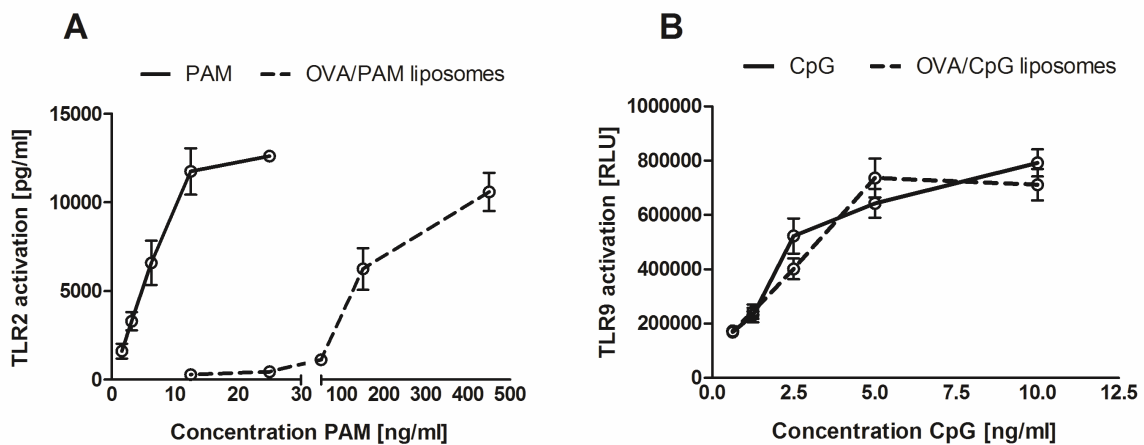 A
PAM
OVA/PAM liposomes
TLR2 activation [pg/ml]
15000
10000
5000
0
0 10 20 30 100 200 300 400 500
Concentration PAM [ng/ml]
B
CpG
OVA/CpG liposomes
TLR9 activation [RLU]
1000000
800000
600000
400000
200000
0
0.0 2.5 5.0 7.5 10.0 12.5
Concentration CpG [ng/ml]